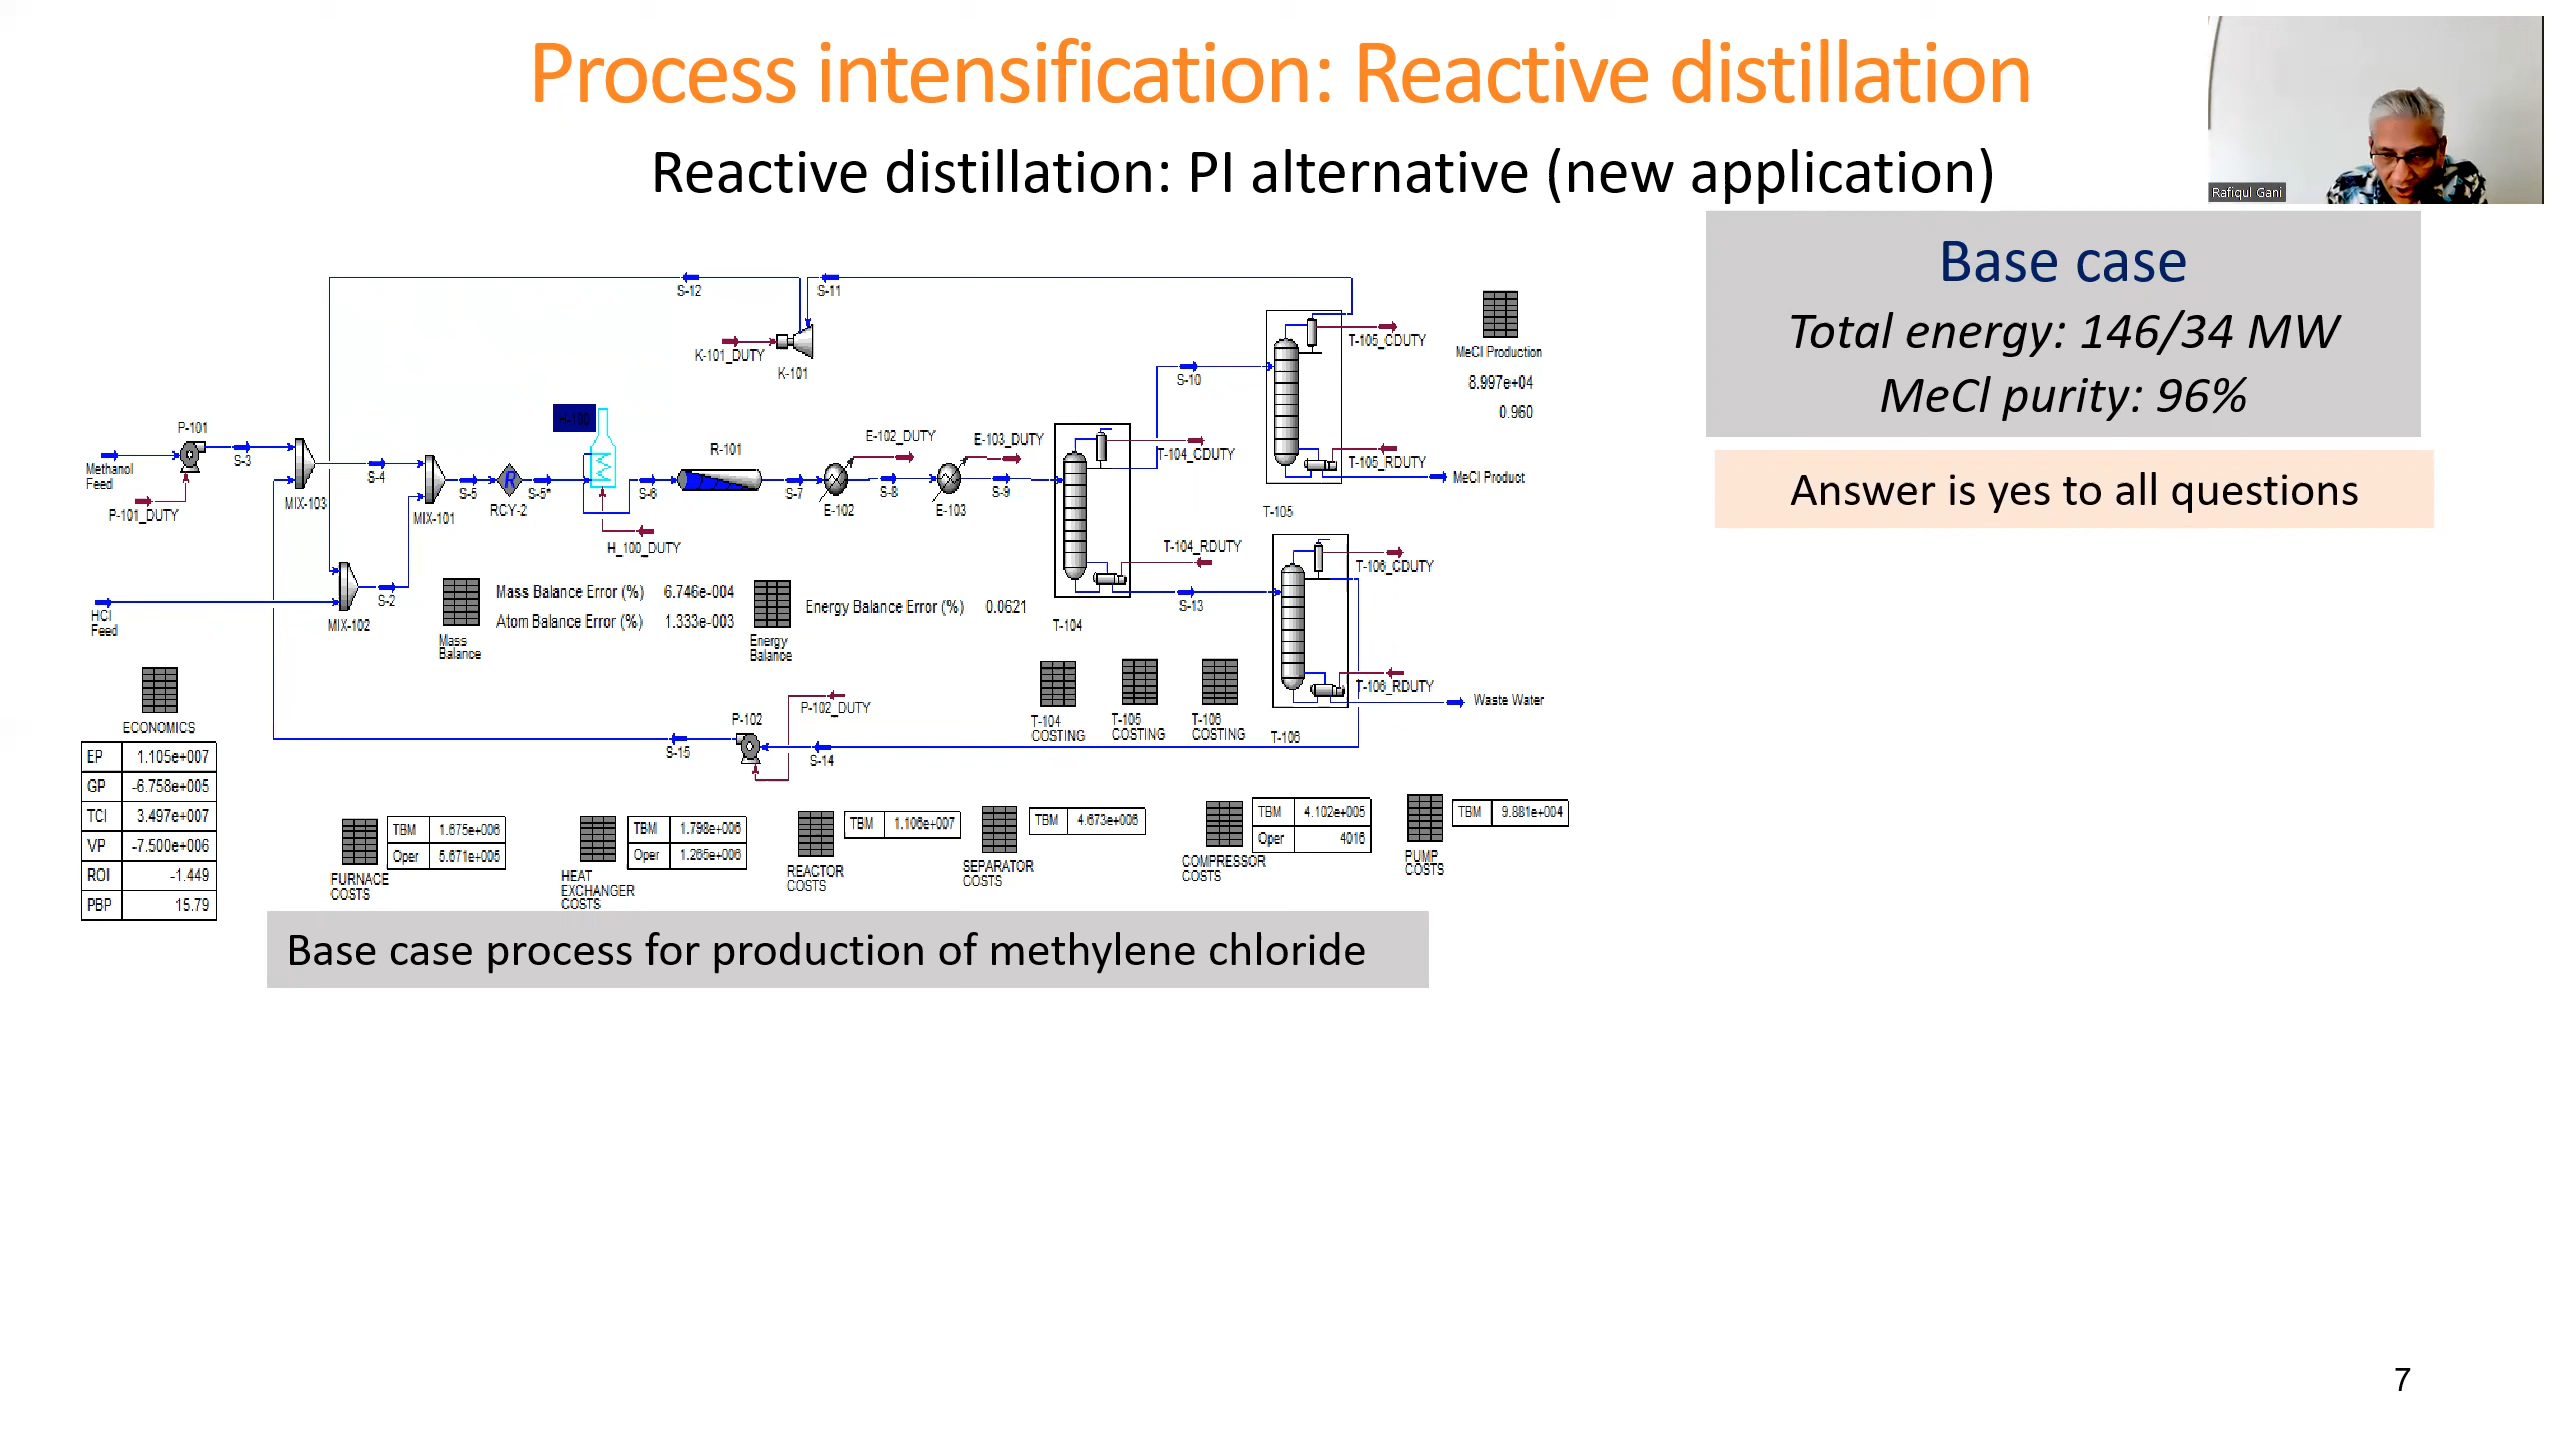 Process intensification: Reactive distillation
Reactive distillation: PI alternative (new application)
Rafiqul Gani
Base case
Total energy: 146/34 MW
MeCl purity: 96%
Answer is yes to all questions
S-12
S-11
K-101_DUTY
K-101
T-105_CDUTY
MeCl Production
8.997e+04
0.960
S-10
P-101
Methanol
Feed
S-3
P-101_DUTY
MIX-103
S-4
MIX-101
S-5
RCY-2
S-5*
H-100
S-6
H_100_DUTY
R-101
S-7
E-102_DUTY
E-102
S-8
E-103_DUTY
E-103
S-9
T-104_CDUTY
T-105_RDUTY
MeCl Product
T-105
T-104_RDUTY
S-13
T-104
T-106_CDUTY
T-106_RDUTY
Waste Water
T-106
HCl
Feed
MIX-102
S-2
Mass
Balance
Mass Balance Error (%) 6.746e-004
Atom Balance Error (%) 1.333e-003
Energy
Balance
Energy Balance Error (%) 0.0621
T-104
COSTING
T-105
COSTING
T-106
COSTING
P-102
P-102_DUTY
S-15
S-14
ECONOMICS
EP 1.105e+007
GP -6.758e+005
TCI 3.497e+007
VP -7.500e+006
ROI -1.449
PBP 15.79
FURNACE
COSTS
TBM 1.675e+006
Oper 5.671e+005
HEAT
EXCHANGER
COSTS
TBM 1.798e+006
Oper 1.265e+006
REACTOR
COSTS
TBM 1.106e+007
SEPARATOR
COSTS
TBM 4.673e+006
COMPRESSOR
COSTS
TBM 4.102e+005
Oper 4016
PUMP
COSTS
TBM 9.881e+004
Base case process for production of methylene chloride
7